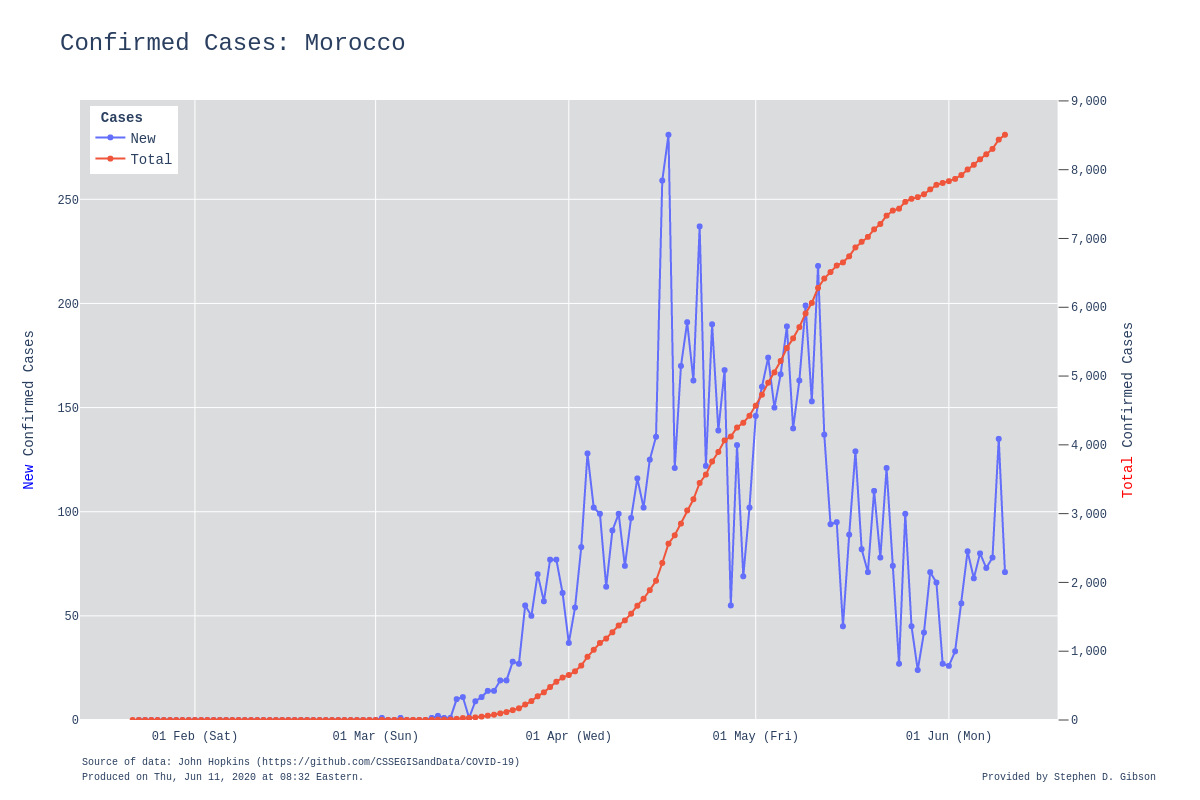 Confirmed Cases: Morocco
Cases
New
Total
250
200
150
100
50
0
New Confirmed Cases
9,000
8,000
7,000
6,000
5,000
4,000
3,000
2,000
1,000
0
Total Confirmed Cases
01 Feb (Sat)
01 Mar (Sun)
01 Apr (Wed)
01 May (Fri)
01 Jun (Mon)
Source of data: John Hopkins (https://github.com/CSSEGISandData/COVID-19)
Produced on Thu, Jun 11, 2020 at 08:32 Eastern.
Provided by Stephen D. Gibson